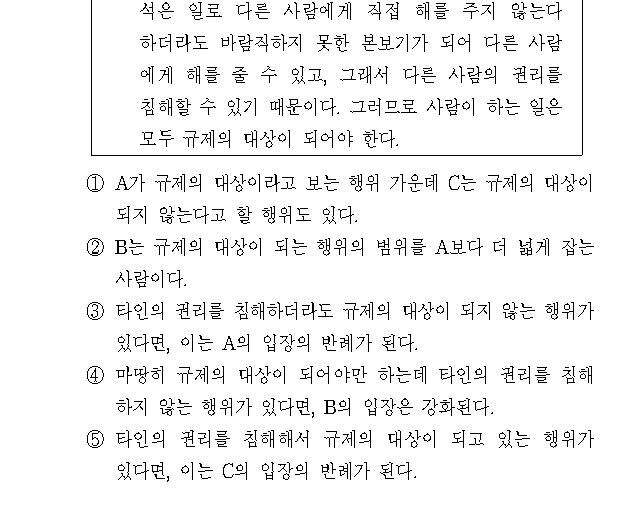 석은 일로 다른 사람에게 직접 해를 주지 않는다
하더라도 바람직하지 못한 본보기가 되어 다른 사람
에게 해를 줄 수 있고, 그래서 다른 사람의 권리를
침해할 수 있기 때문이다. 그러므로 사람이 하는 일은
모두 규제의 대상이 되어야 한다.
① A가 규제의 대상이라고 보는 행위 가운데 C는 규제의 대상이
되지 않는다고 할 행위도 있다.
② B는 규제의 대상이 되는 행위의 범위를 A보다 더 넓게 잡는
사람이다.
③ 타인의 권리를 침해하더라도 규제의 대상이 되지 않는 행위가
있다면, 이는 A의 입장의 반례가 된다.
④ 마땅히 규제의 대상이 되어야만 하는데 타인의 권리를 침해
하지 않는 행위가 있다면, B의 입장은 강화된다.
⑤ 타인의 권리를 침해해서 규제의 대상이 되고 있는 행위가
있다면, 이는 C의 입장의 반례가 된다.